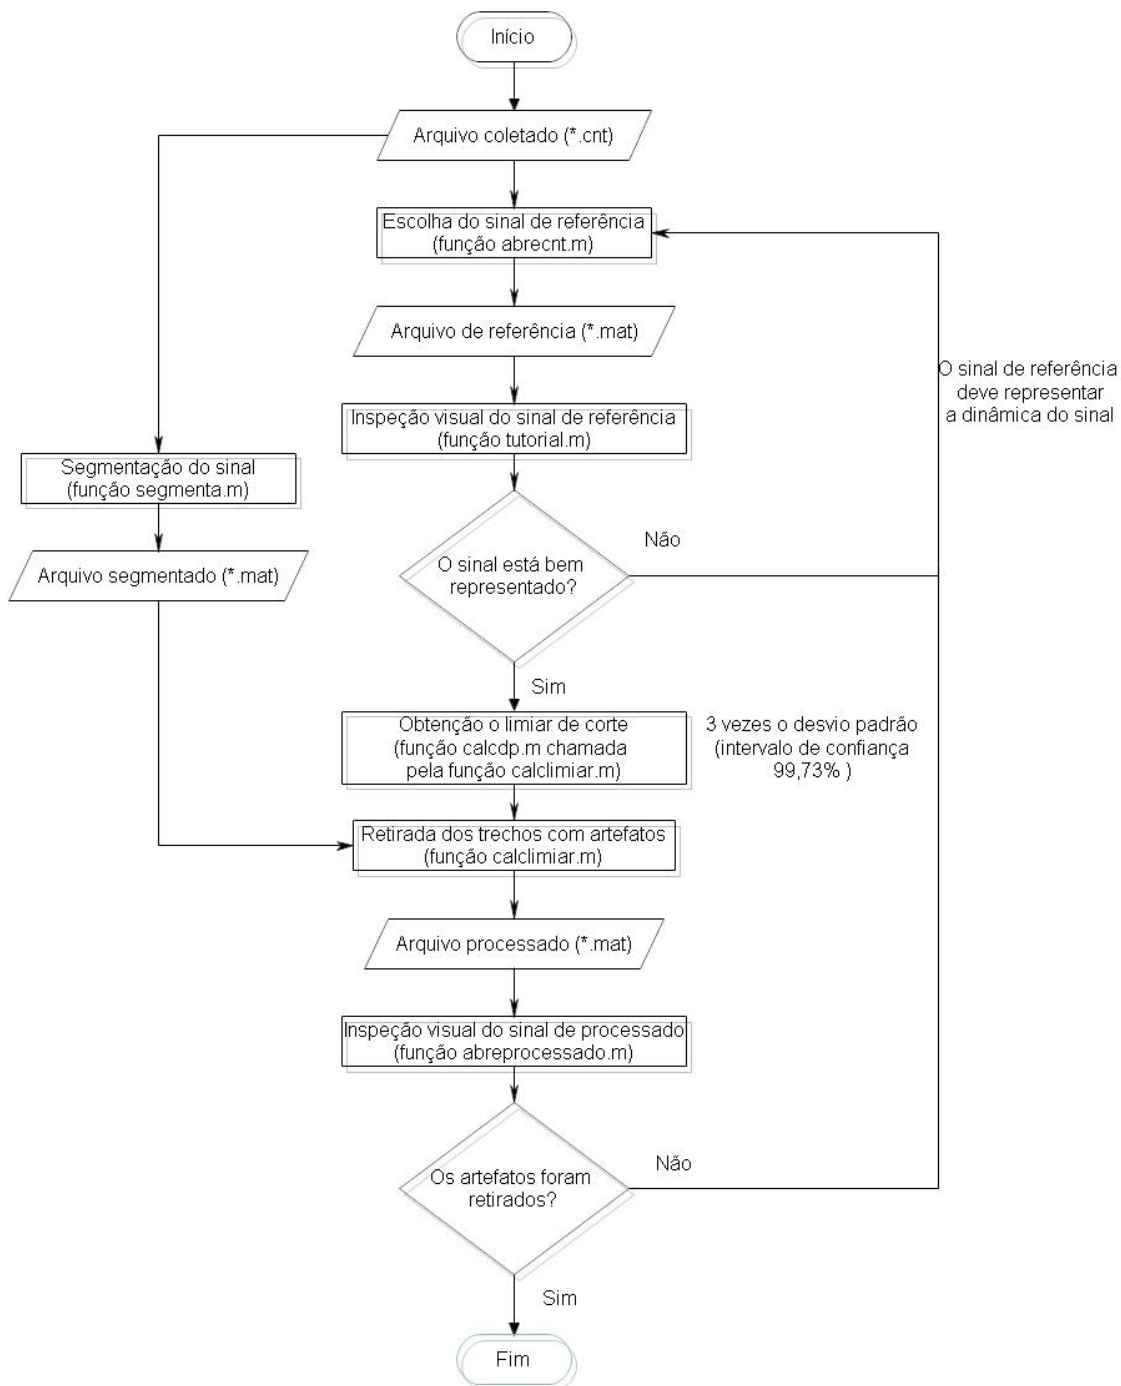 Início
Arquivo coletado (*.cnt)
Escolha do sinal de referência
(função abrecnt.m)
Arquivo de referência (*.mat)
O sinal de referência
deve representar
a dinâmica do sinal
Inspeção visual do sinal de referência
(função tutorial.m)
Segmentação do sinal
(função segmenta.m)
Arquivo segmentado (*.mat)
O sinal está bem
representado?
Não
Sim
Obtenção o limiar de corte
(função calcdp.m chamada
pela função calclimiar.m)
3 vezes o desvio padrão
(intervalo de confiança
99,73% )
Retirada dos trechos com artefatos
(função calclimiar.m)
Arquivo processado (*.mat)
Inspeção visual do sinal de processado
(função abreprocessado.m)
Os artefatos foram
retirados?
Não
Sim
Fim